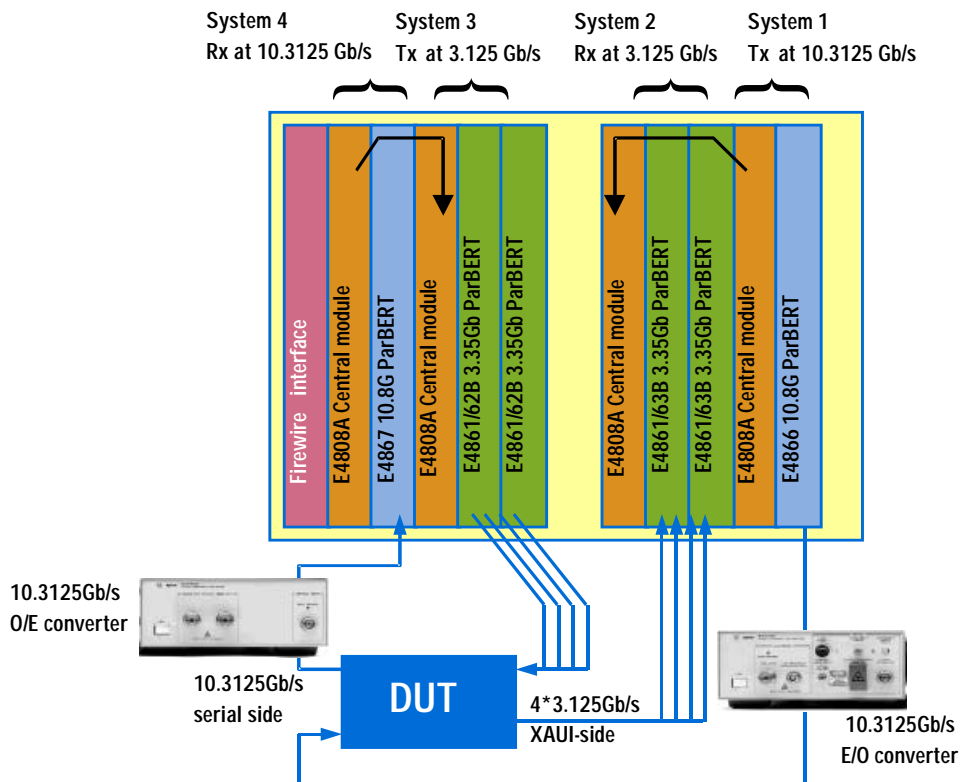 System 4
Rx at 10.3125 Gb/s
System 3
Tx at 3.125 Gb/s
System 2
Rx at 3.125 Gb/s
System 1
Tx at 10.3125 Gb/s
Firewire interface
E4808A Central module
E4867 10.8G ParBERT
E4808A Central module
E4861/62B 3.35Gb ParBERT
E4861/62B 3.35Gb ParBERT
E4808A Central module
E4861/63B 3.35Gb ParBERT
E4861/63B 3.35Gb ParBERT
E4808A Central module
E4866 10.8G ParBERT
10.3125Gb/s
O/E converter
10.3125Gb/s
serial side
DUT
4*3.125Gb/s
XAUI-side
10.3125Gb/s
E/O converter